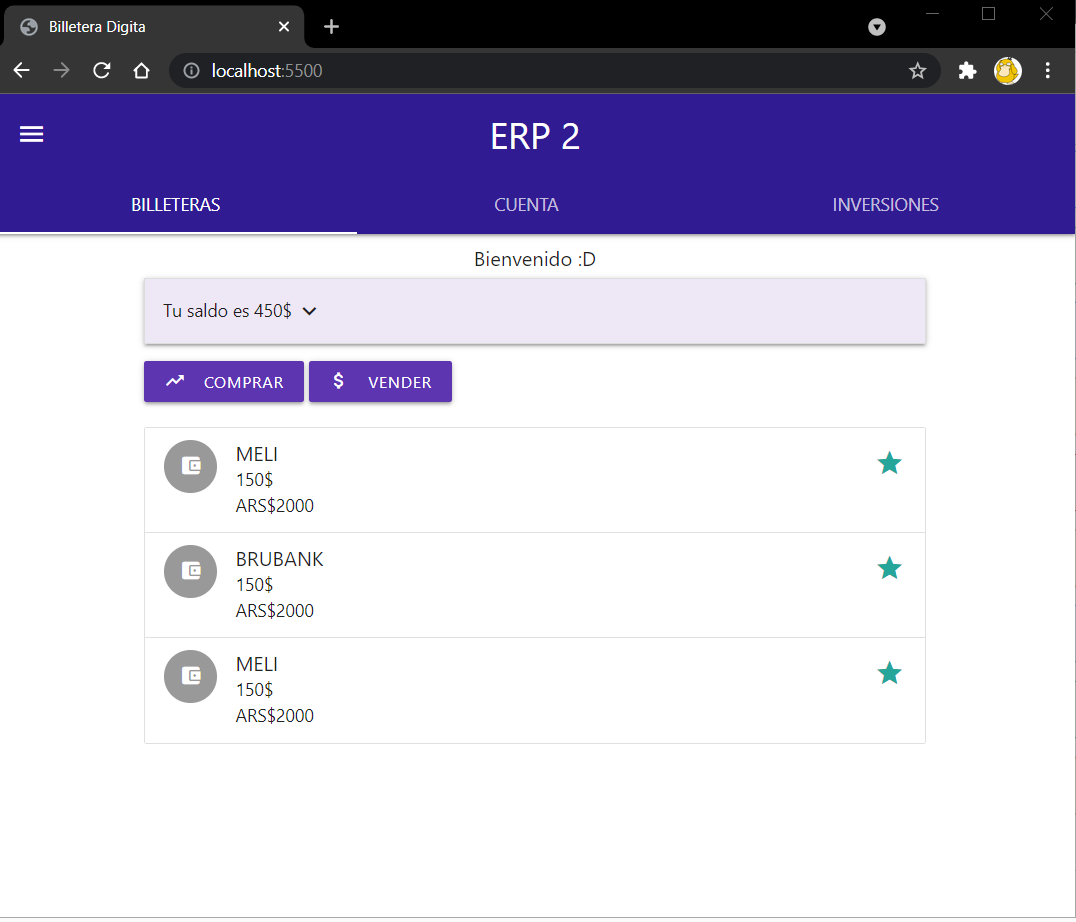 Billetera Digita
localhost:5500
ERP 2
BILLETERAS CUENTA INVERSIONES
Bienvenido :D
Tu saldo es 450$
COMPRAR $ VENDER
MELI
150$
ARS$2000
BRUBANK
150$
ARS$2000
MELI
150$
ARS$2000